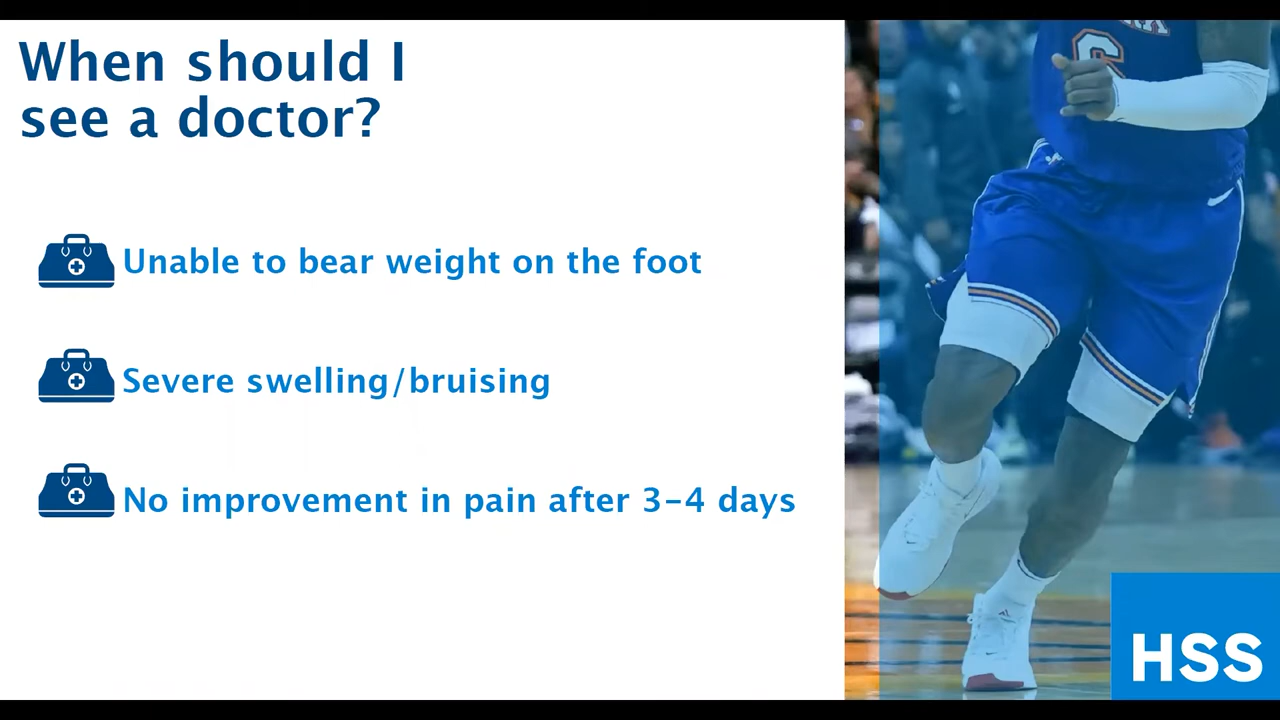 When should I
see a doctor?
Unable to bear weight on the foot
Severe swelling/bruising
No improvement in pain after 3–4 days
6
HSS